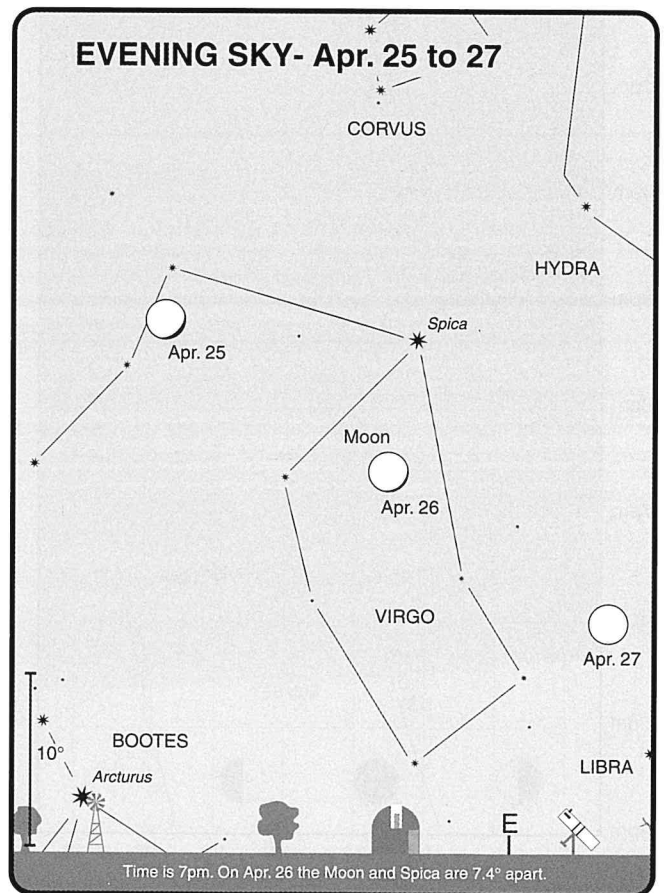 EVENING SKY- Apr. 25 to 27
CORVUS
HYDRA
Spica
Apr. 25
Moon
Apr. 26
VIRGO
Apr. 27
BOOTES
10°
Arcturus
LIBRA
E
Time is 7pm. On Apr. 26 the Moon and Spica are 7.4° apart.